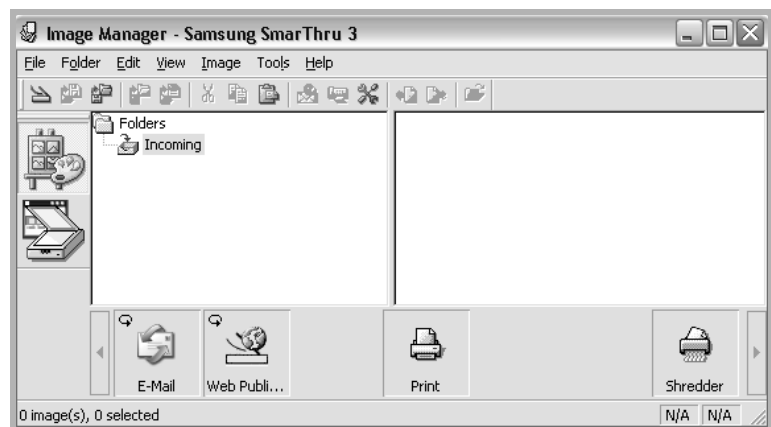 Image Manager - Samsung SmarThru 3
File Folder Edit View Image Tools Help
Folders
Incoming
E-Mail Web Publi... Print Shredder
0 image(s), 0 selected N/A N/A